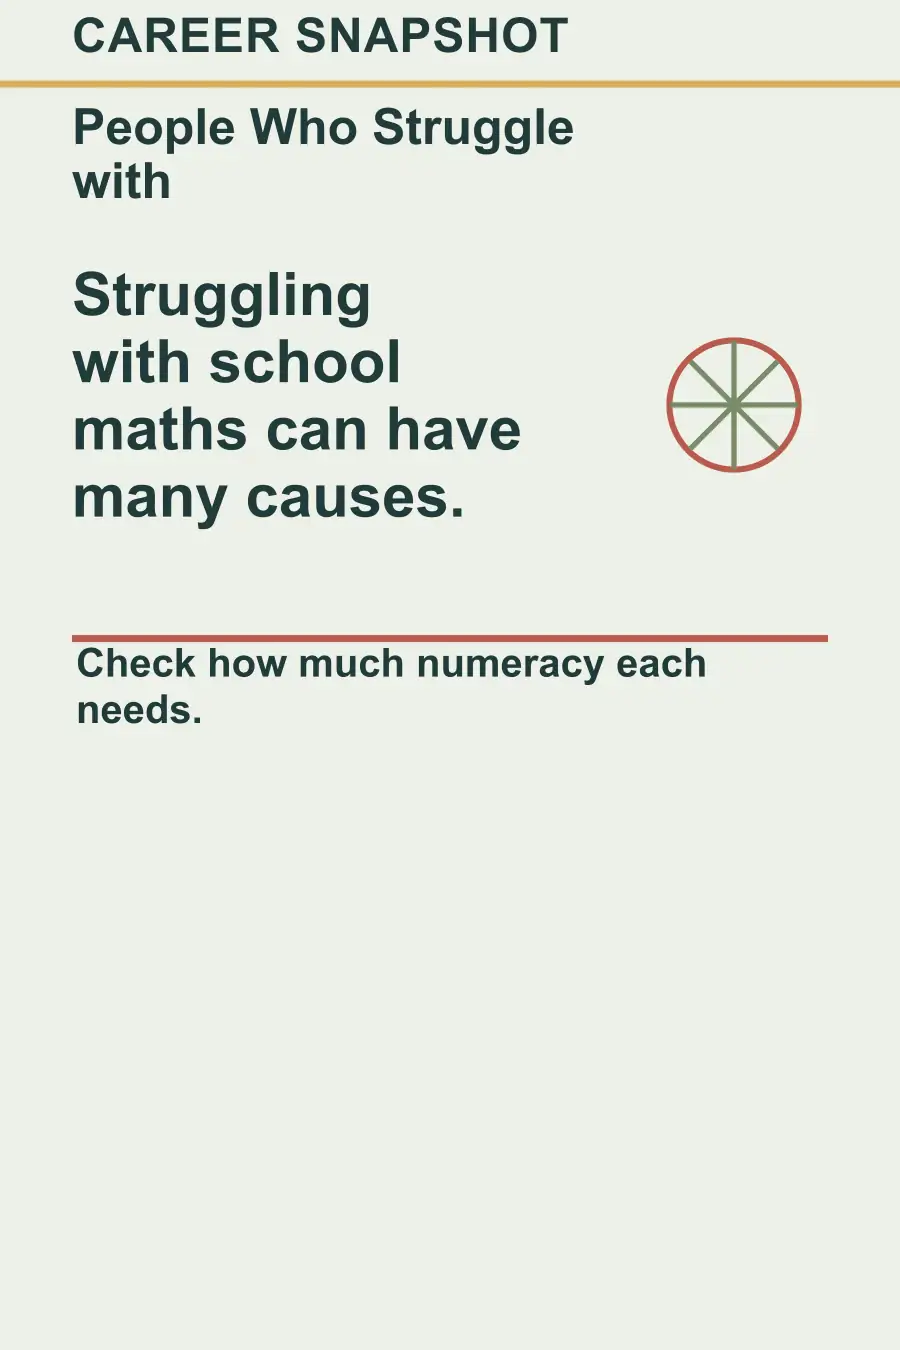 CAREER SNAPSHOT
People Who Struggle
with
Struggling
with school
maths can have
many causes.
Check how much numeracy each
needs.